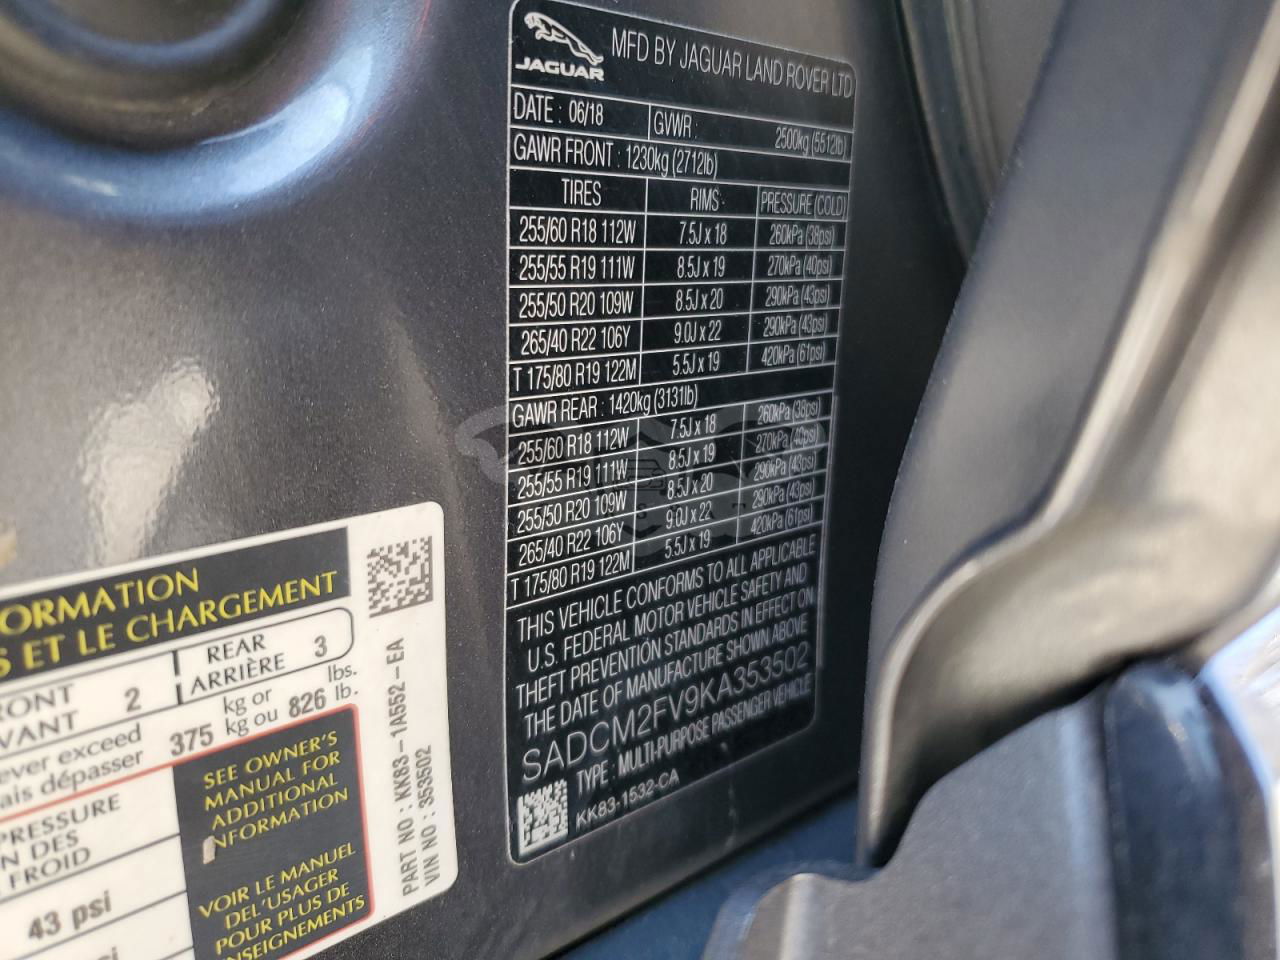 JAGUAR
MFD BY JAGUAR LAND ROVER LTD
DATE : 06/18 GVWR : 2500kg (5512lb)
GAWR FRONT : 1230kg (2712lb)
TIRES RIMS PRESSURE (COLD)
255/60 R18 112W 7.5J x 18 260kPa (38psi)
255/55 R19 111W 8.5J x 19 270kPa (40psi)
255/50 R20 109W 8.5J x 20 290kPa (43psi)
265/40 R22 106Y 9.0J x 22 290kPa (43psi)
T 175/80 R19 122M 5.5J x 19 420kPa (61psi)
GAWR REAR : 1420kg (3131lb)
255/60 R18 112W 7.5J x 18 260kPa (38psi)
255/55 R19 111W 8.5J x 19 270kPa (40psi)
255/50 R20 109W 8.5J x 20 290kPa (43psi)
265/40 R22 106Y 9.0J x 22 290kPa (43psi)
T 175/80 R19 122M 5.5J x 19 420kPa (61psi)
THIS VEHICLE CONFORMS TO ALL APPLICABLE
U.S. FEDERAL MOTOR VEHICLE SAFETY AND
THEFT PREVENTION STANDARDS IN EFFECT ON
THE DATE OF MANUFACTURE SHOWN ABOVE
SADCM2FV9KA353502
TYPE : MULTI-PURPOSE PASSENGER VEHICLE
KK83-1532-CA
ORMATION
S ET LE CHARGEMENT
RONT 2 REAR 3
VANT ARRIÈRE
ever exceed 375 kg or 826 lbs.
ais dépasser kg ou lb.
PRESSURE
N DES
FROID
43 psi
SEE OWNER'S
MANUAL FOR
ADDITIONAL
NFORMATION
VOIR LE MANUEL
DEL'USAGER
POUR PLUS DE
NSEIGNEMENTS
PART NO : KK83-1A552-EA
VIN NO : 353502